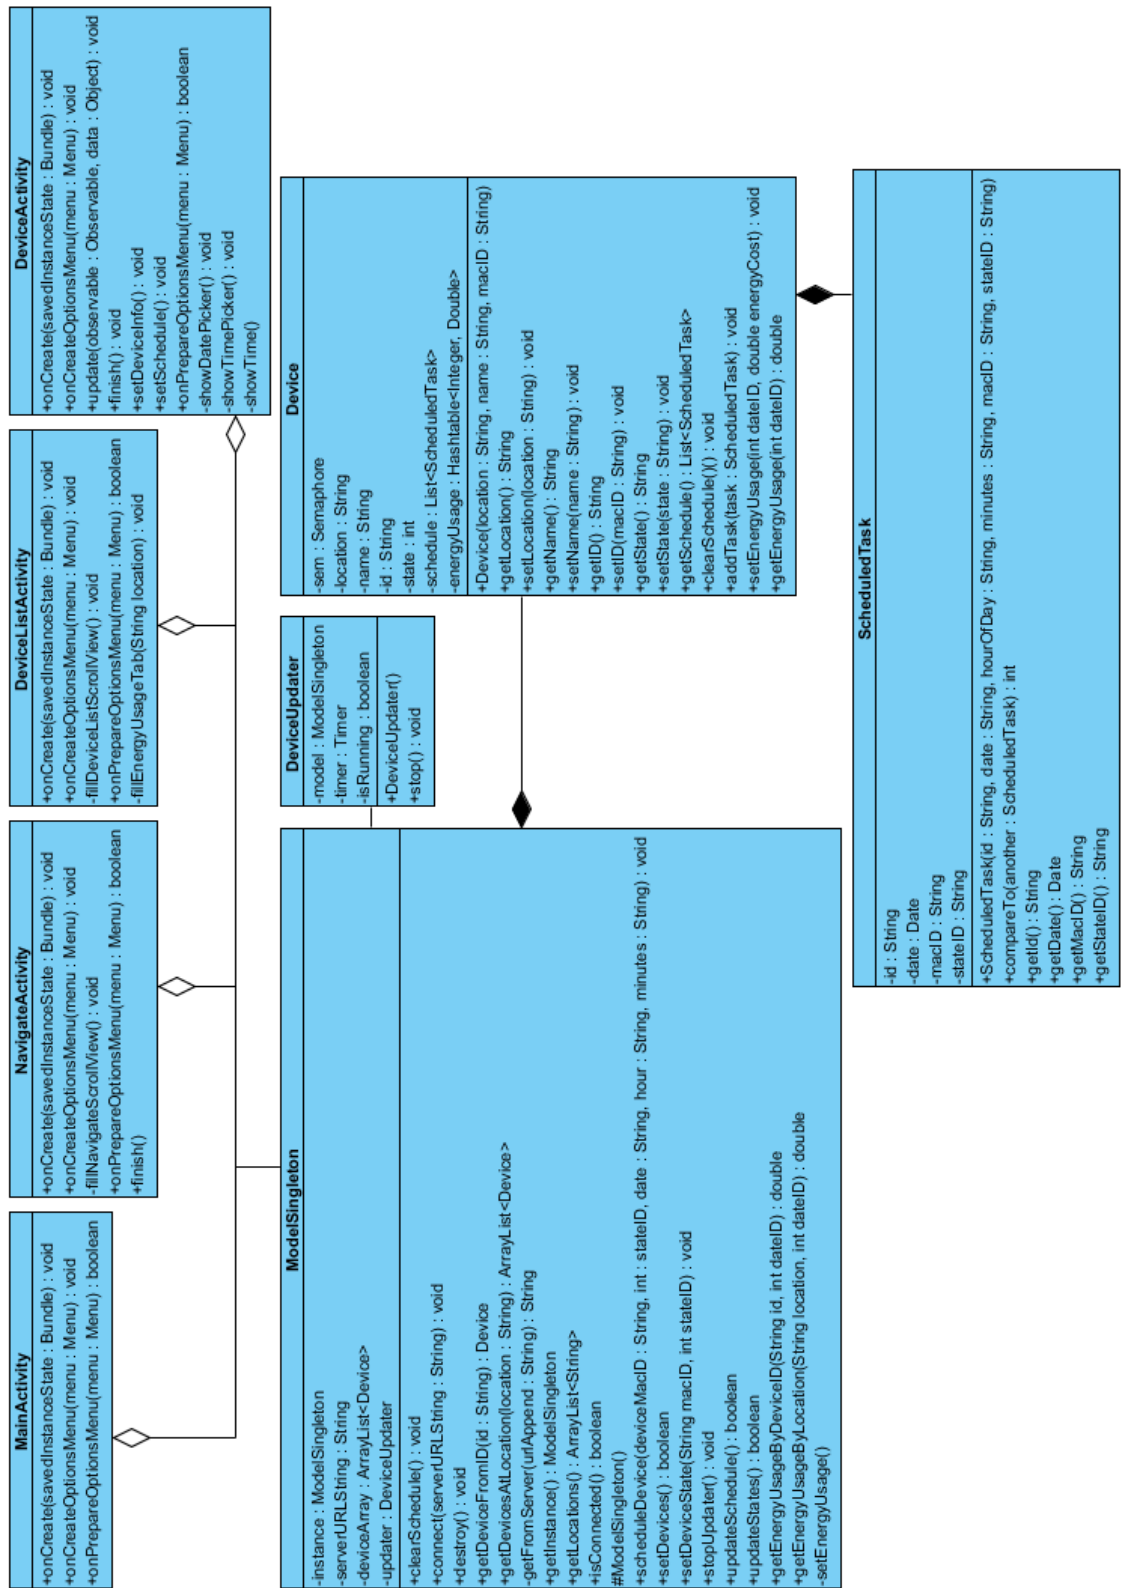 MainActivity
+onCreate(savedInstanceState : Bundle) : void
+onCreateOptionsMenu(menu : Menu) : void
+onPrepareOptionsMenu(menu : Menu) : boolean
NavigateActivity
+onCreate(savedInstanceState : Bundle) : void
+onCreateOptionsMenu(menu : Menu) : void
-fillNavigateScrollView() : void
+onPrepareOptionsMenu(menu : Menu) : boolean
+finish()
DeviceListActivity
+onCreate(savedInstanceState : Bundle) : void
+onCreateOptionsMenu(menu : Menu) : void
-fillDeviceListScrollView() : void
+onPrepareOptionsMenu(menu : Menu) : boolean
-fillEnergyUsageTab(String location) : void
DeviceActivity
+onCreate(savedInstanceState : Bundle) : void
+onCreateOptionsMenu(menu : Menu) : void
+update(observable : Observable, data : Object) : void
+finish() : void
+setDeviceInfo() : void
+setSchedule() : void
+onPrepareOptionsMenu(menu : Menu) : boolean
-showDatePicker() : void
-showTimePicker() : void
-showTime()
ModelSingleton
-instance : ModelSingleton
-serverURLString : String
-deviceArray : ArrayList<Device>
-updater : DeviceUpdater
+clearSchedule() : void
+connect(serverURLString : String) : void
+destroy() : void
+getDeviceFromID(id : String) : Device
+getDevicesAtLocation(location : String) : ArrayList<Device>
-getFromServer(urlAppend : String) : String
+getInstance() : ModelSingleton
+getLocations() : ArrayList<String>
+isConnected() : boolean
#ModelSingleton()
+scheduleDevice(deviceMacID : String, int : stateID, date : String, hour : String, minutes : String) : void
+setDevices() : boolean
+setDeviceState(String macID, int stateID) : void
+stopUpdater() : void
+updateSchedule() : boolean
+updateStates() : boolean
+getEnergyUsageByDeviceID(String id, int dateID) : double
+getEnergyUsageByLocation(String location, int dateID) : double
-setEnergyUsage()
DeviceUpdater
-model : ModelSingleton
-timer : Timer
-isRunning : boolean
+DeviceUpdater()
+stop() : void
Device
-sem : Semaphore
-location : String
-name : String
-id : String
-state : int
-schedule : List<ScheduledTask>
-energyUsage : Hashtable<Integer, Double>
+Device(location : String, name : String, macID : String)
+getLocation() : String
+setLocation(location : String) : void
+getName() : String
+setName(name : String) : void
+getID() : String
+setID(macID : String) : void
+getState() : String
+setState(state : String) : void
+getSchedule() : List<ScheduledTask>
+clearSchedule()() : void
+addTask(task : ScheduledTask) : void
+setEnergyUsage(int dateID, double energyCost) : void
+getEnergyUsage(int dateID) : double
ScheduledTask
-id : String
-date : Date
-macID : String
-stateID : String
+ScheduledTask(id : String, date : String, hourOfDay : String, minutes : String, macID : String, stateID : String)
+compareTo(another : ScheduledTask) : int
+getId() : String
+getDate() : Date
+getMacID() : String
+getStateID() : String